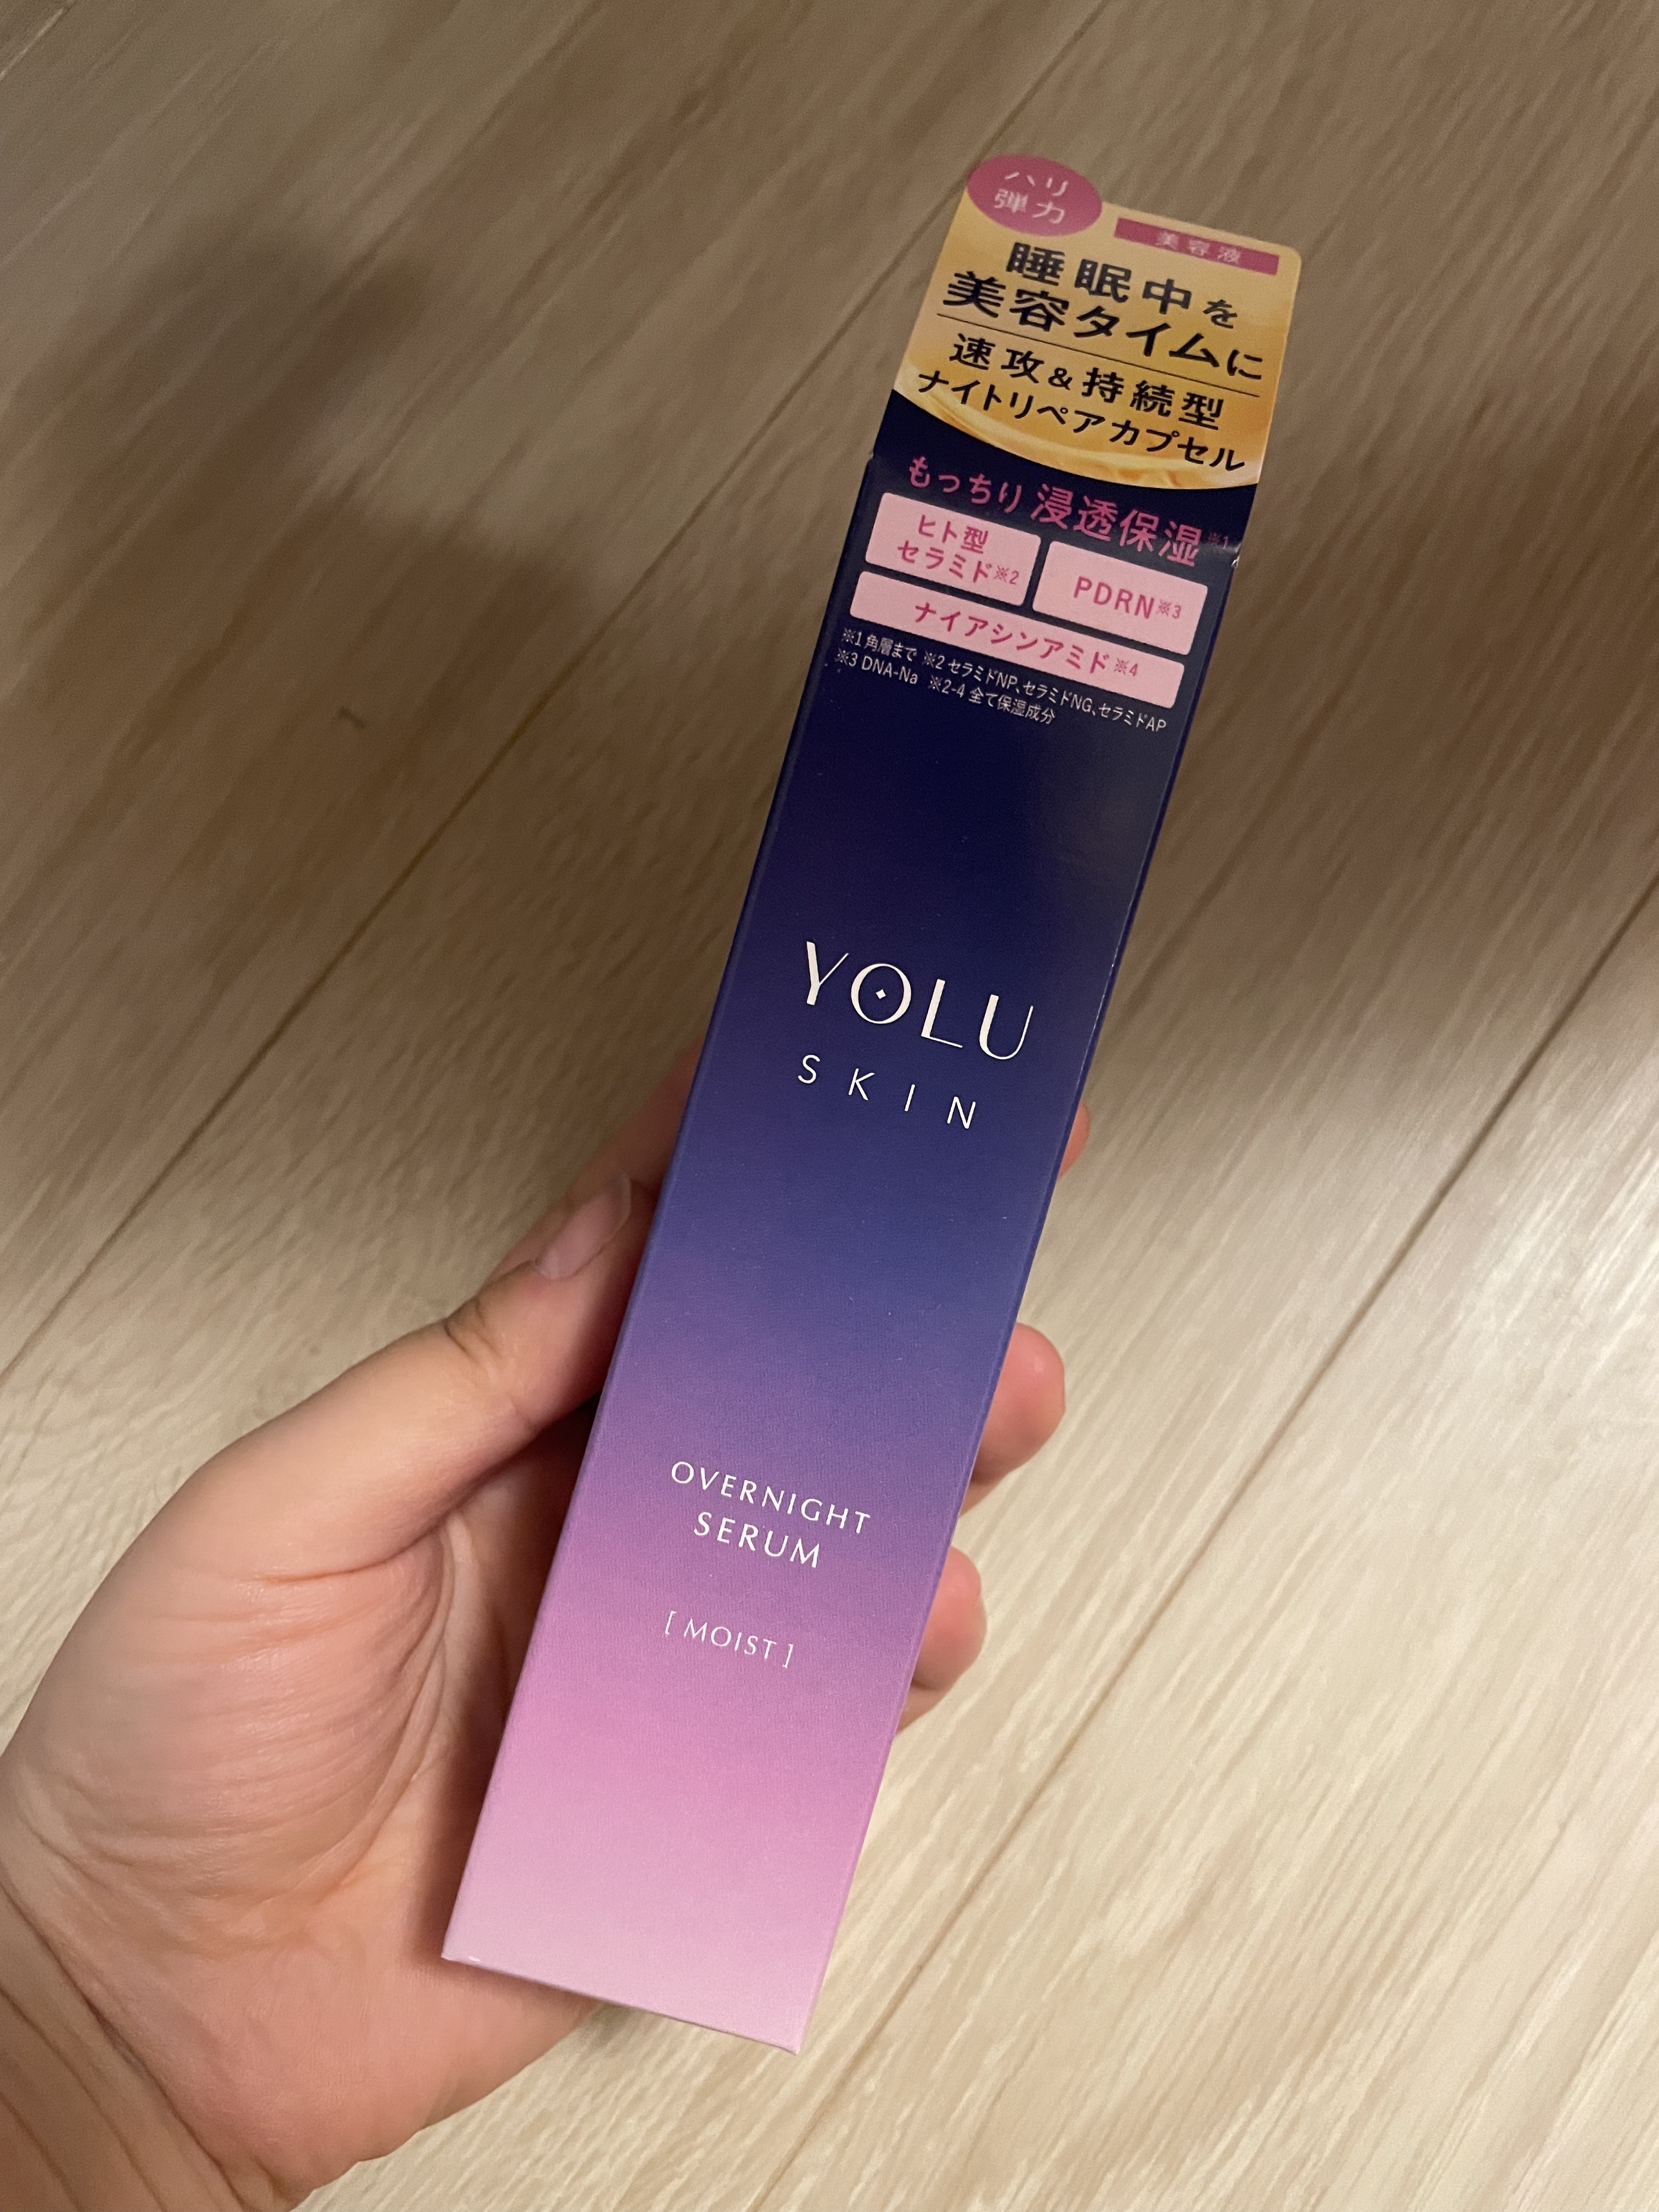 ハリ
弾力
美容液
睡眠中を
美容タイムに
速攻&持続型
ナイトリペアカプセル
もっちり浸透保湿※1
ヒト型
セラミド※2
PDRN※3
ナイアシンアミド※4
※1 角層まで ※2 セラミドNP、セラミドNG、セラミドAP
※3 DNA-Na ※2-4 全て保湿成分
YOLU
SKIN
OVERNIGHT
SERUM
[MOIST]